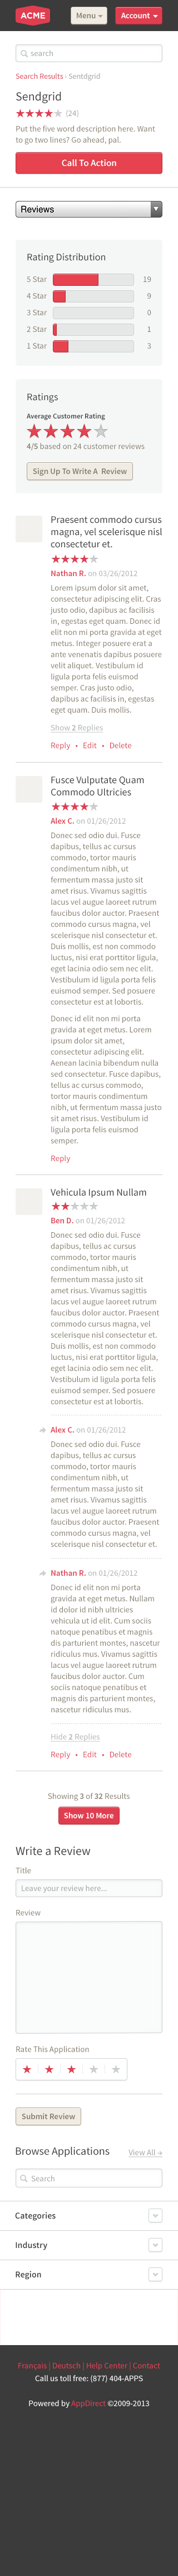 ACME
Menu
Account
search
Search Results › Sentdgrid
Sendgrid
(24)
Put the five word description here. Want
to go two lines? Go ahead, pal.
Call To Action
Reviews
Rating Distribution
5 Star 19
4 Star 9
3 Star 0
2 Star 1
1 Star 3
Ratings
Average Customer Rating
4/5 based on 24 customer reviews
Sign Up To Write A Review
Praesent commodo cursus
magna, vel scelerisque nisl
consectetur et.
Nathan R. on 03/26/2012
Lorem ipsum dolor sit amet,
consectetur adipiscing elit. Cras
justo odio, dapibus ac facilisis
in, egestas eget quam. Donec id
elit non mi porta gravida at eget
metus. Integer posuere erat a
ante venenatis dapibus posuere
velit aliquet. Vestibulum id
ligula porta felis euismod
semper. Cras justo odio,
dapibus ac facilisis in, egestas
eget quam. Duis mollis.
Show 2 Replies
Reply • Edit • Delete
Fusce Vulputate Quam
Commodo Ultricies
Alex C. on 01/26/2012
Donec sed odio dui. Fusce
dapibus, tellus ac cursus
commodo, tortor mauris
condimentum nibh, ut
fermentum massa justo sit
amet risus. Vivamus sagittis
lacus vel augue laoreet rutrum
faucibus dolor auctor. Praesent
commodo cursus magna, vel
scelerisque nisl consectetur et.
Duis mollis, est non commodo
luctus, nisi erat porttitor ligula,
eget lacinia odio sem nec elit.
Vestibulum id ligula porta felis
euismod semper. Sed posuere
consectetur est at lobortis.
Donec id elit non mi porta
gravida at eget metus. Lorem
ipsum dolor sit amet,
consectetur adipiscing elit.
Aenean lacinia bibendum nulla
sed consectetur. Fusce dapibus,
tellus ac cursus commodo,
tortor mauris condimentum
nibh, ut fermentum massa justo
sit amet risus. Vestibulum id
ligula porta felis euismod
semper.
Reply
Vehicula Ipsum Nullam
Ben D. on 01/26/2012
Donec sed odio dui. Fusce
dapibus, tellus ac cursus
commodo, tortor mauris
condimentum nibh, ut
fermentum massa justo sit
amet risus. Vivamus sagittis
lacus vel augue laoreet rutrum
faucibus dolor auctor. Praesent
commodo cursus magna, vel
scelerisque nisl consectetur et.
Duis mollis, est non commodo
luctus, nisi erat porttitor ligula,
eget lacinia odio sem nec elit.
Vestibulum id ligula porta felis
euismod semper. Sed posuere
consectetur est at lobortis.
Alex C. on 01/26/2012
Donec sed odio dui. Fusce
dapibus, tellus ac cursus
commodo, tortor mauris
condimentum nibh, ut
fermentum massa justo sit
amet risus. Vivamus sagittis
lacus vel augue laoreet rutrum
faucibus dolor auctor. Praesent
commodo cursus magna, vel
scelerisque nisl consectetur et.
Nathan R. on 01/26/2012
Donec id elit non mi porta
gravida at eget metus. Nullam
id dolor id nibh ultricies
vehicula ut id elit. Cum sociis
natoque penatibus et magnis
dis parturient montes, nascetur
ridiculus mus. Vivamus sagittis
lacus vel augue laoreet rutrum
faucibus dolor auctor. Cum
sociis natoque penatibus et
magnis dis parturient montes,
nascetur ridiculus mus.
Hide 2 Replies
Reply • Edit • Delete
Showing 3 of 32 Results
Show 10 More
Write a Review
Title
Leave your review here...
Review
Rate This Application
Submit Review
Browse Applications View All →
Search
Categories
Industry
Region
Français | Deutsch | Help Center | Contact
Call us toll free: (877) 404-APPS
Powered by AppDirect ©2009-2013